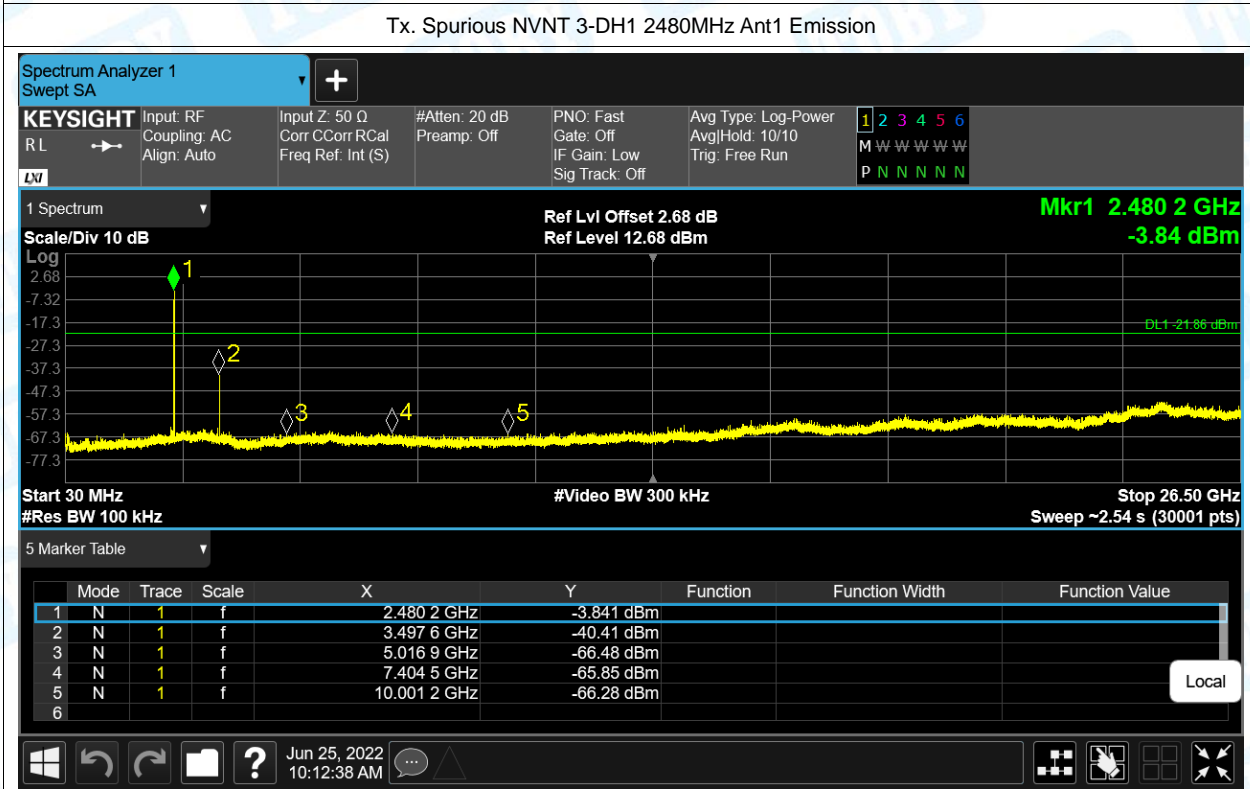 Tx. Spurious NVNT 3-DH1 2480MHz Ant1 Emission
Spectrum Analyzer 1
Swept SA
KEYSIGHT Input: RF Input Z: 50 Ω #Atten: 20 dB PNO: Fast Avg Type: Log-Power 1 2 3 4 5 6
RL Coupling: AC Corr CCorr RCal Preamp: Off Gate: Off Avg|Hold: 10/10 M W W W W W W
Align: Auto Freq Ref: Int (S) IF Gain: Low Trig: Free Run
LXI Sig Track: Off P N N N N N N
1 Spectrum Ref Lvl Offset 2.68 dB Mkr1 2.480 2 GHz
Scale/Div 10 dB Ref Level 12.68 dBm -3.84 dBm
Log
1
2.68
-7.32
-17.3
DL1 -21.86 dBm
-27.3
2
-37.3
-47.3
-57.3
3 4 5
-67.3
-77.3
Start 30 MHz #Video BW 300 kHz Stop 26.50 GHz
#Res BW 100 kHz Sweep ~2.54 s (30001 pts)
5 Marker Table
Mode Trace Scale X Y Function Function Width Function Value
1 N 1 f 2.480 2 GHz -3.841 dBm
2 N 1 f 3.497 6 GHz -40.41 dBm
3 N 1 f 5.016 9 GHz -66.48 dBm
4 N 1 f 7.404 5 GHz -65.85 dBm
5 N 1 f 10.001 2 GHz -66.28 dBm
6
Local
? Jun 25, 2022
10:12:38 AM